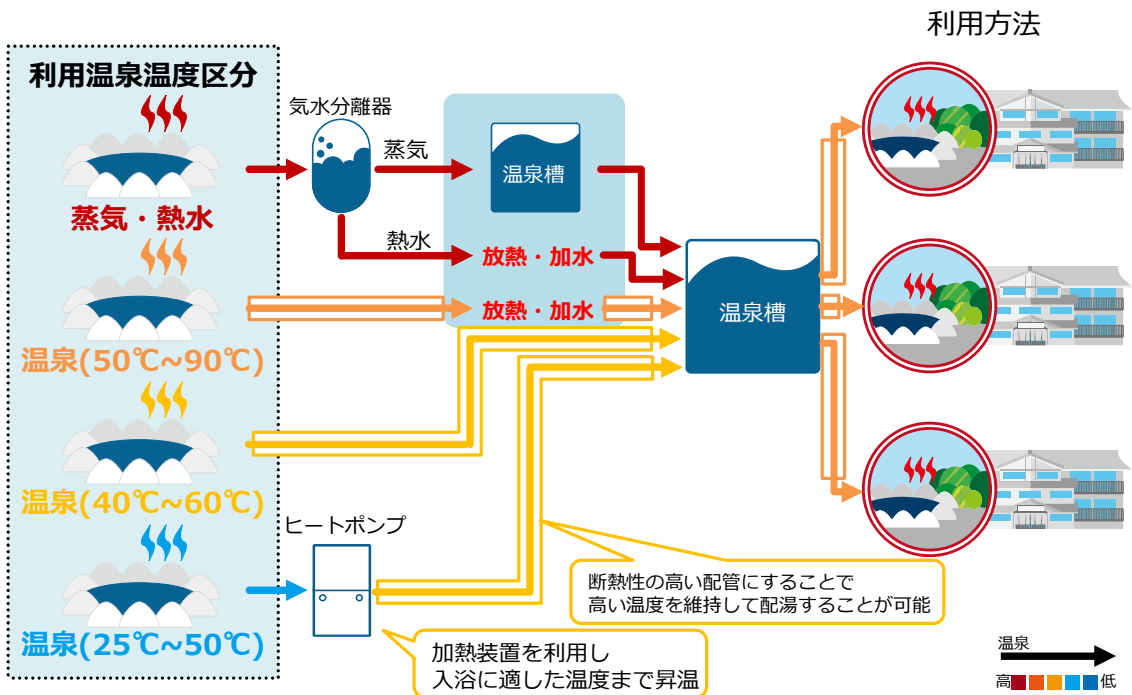 利用方法
利用温泉温度区分
気水分離器
蒸気
温泉槽
蒸気・熱水
熱水
放熱・加水
放熱・加水
温泉槽
温泉(50℃~90℃)
温泉(40℃~60℃)
ヒートポンプ
断熱性の高い配管にすることで
高い温度を維持して配湯することが可能
温泉(25℃~50℃)
加熱装置を利用し
入浴に適した温度まで昇温
温泉
高 低